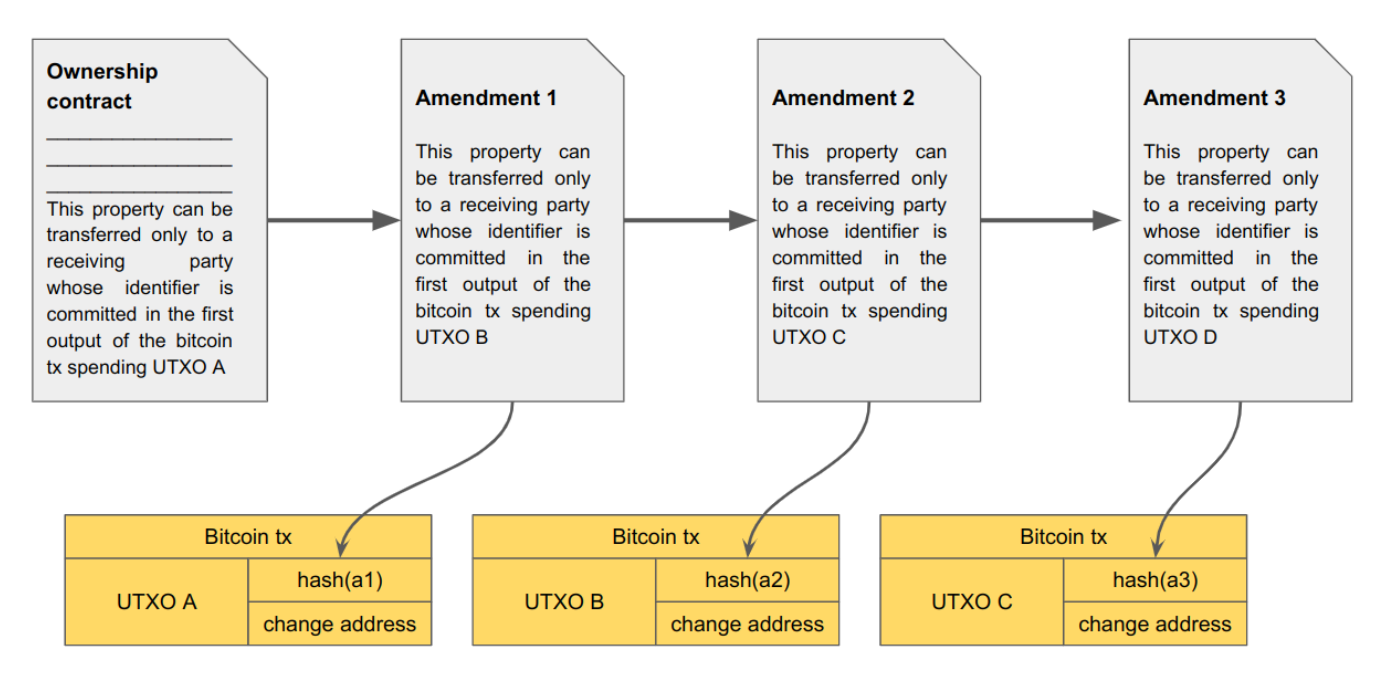 Ownership
contract
This property can be
transferred only to a
receiving party
whose identifier is
committed in the first
output of the bitcoin
tx spending UTXO A
Amendment 1
This property can
be transferred only
to a receiving party
whose identifier is
committed in the
first output of the
bitcoin tx spending
UTXO B
Amendment 2
This property can
be transferred only
to a receiving party
whose identifier is
committed in the
first output of the
bitcoin tx spending
UTXO C
Amendment 3
This property can
be transferred only
to a receiving party
whose identifier is
committed in the
first output of the
bitcoin tx spending
UTXO D
Bitcoin tx
UTXO A
hash(a1)
change address
Bitcoin tx
UTXO B
hash(a2)
change address
Bitcoin tx
UTXO C
hash(a3)
change address